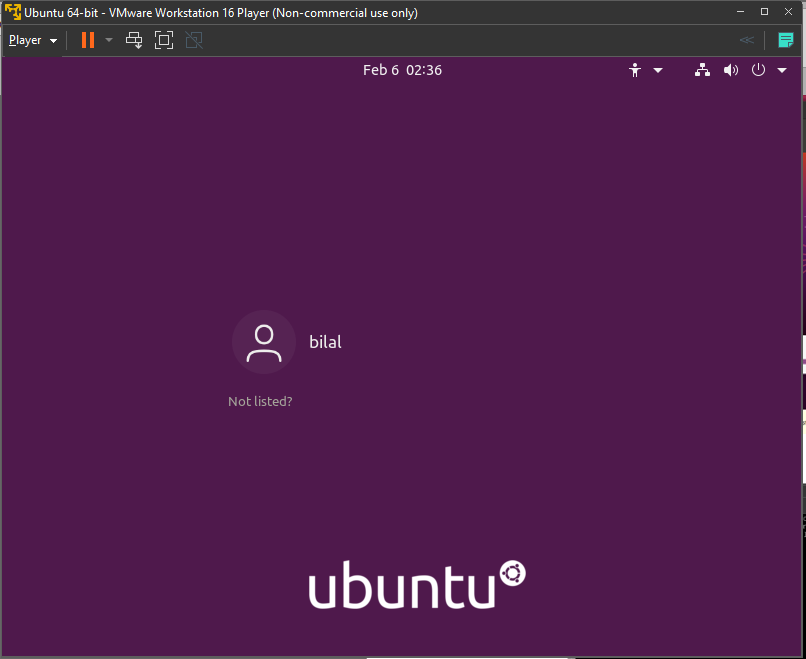 Ubuntu 64-bit - VMware Workstation 16 Player (Non-commercial use only)
Player
Feb 6 02:36
bilal
Not listed?
ubuntu